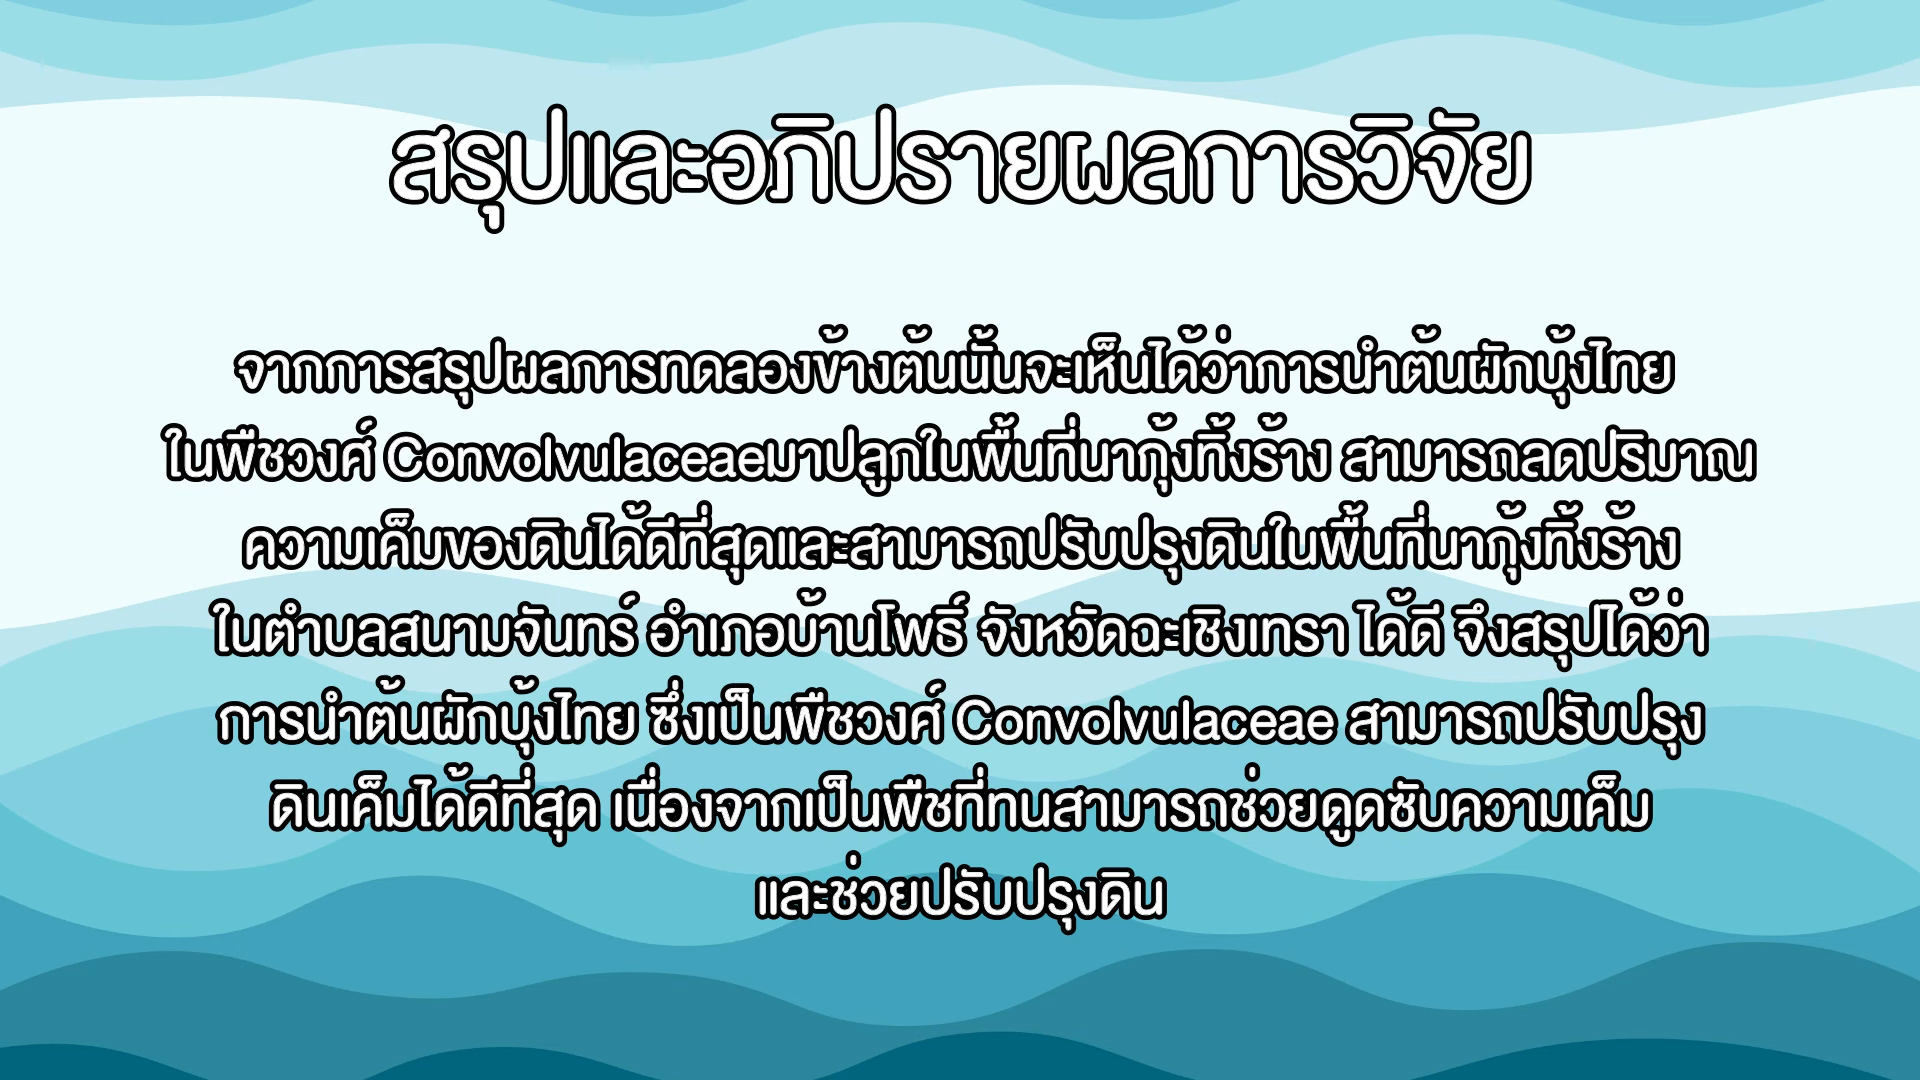 สรุปและอภิปรายผลการวิจัย
จากการสรุปผลการทดลองข้างต้นนั้นจะเห็นได้ว่าการนำต้นผักบุ้งไทย
ในพืชวงศ์ Convolvulaceaeมาปลูกในพื้นที่นากุ้งทิ้งร้าง สามารถลดปริมาณ
ความเค็มของดินได้ดีที่สุดและสามารถปรับปรุงดินในพื้นที่นากุ้งทิ้งร้าง
ในตำบลสนามจันทร์ อำเภอบ้านโพธิ์ จังหวัดฉะเชิงเทรา ได้ดี จึงสรุปได้ว่า
การนำต้นผักบุ้งไทย ซึ่งเป็นพืชวงศ์ Convolvulaceae สามารถปรับปรุง
ดินเค็มได้ดีที่สุด เนื่องจากเป็นพืชที่ทนสามารถช่วยดูดซับความเค็ม
และช่วยปรับปรุงดิน